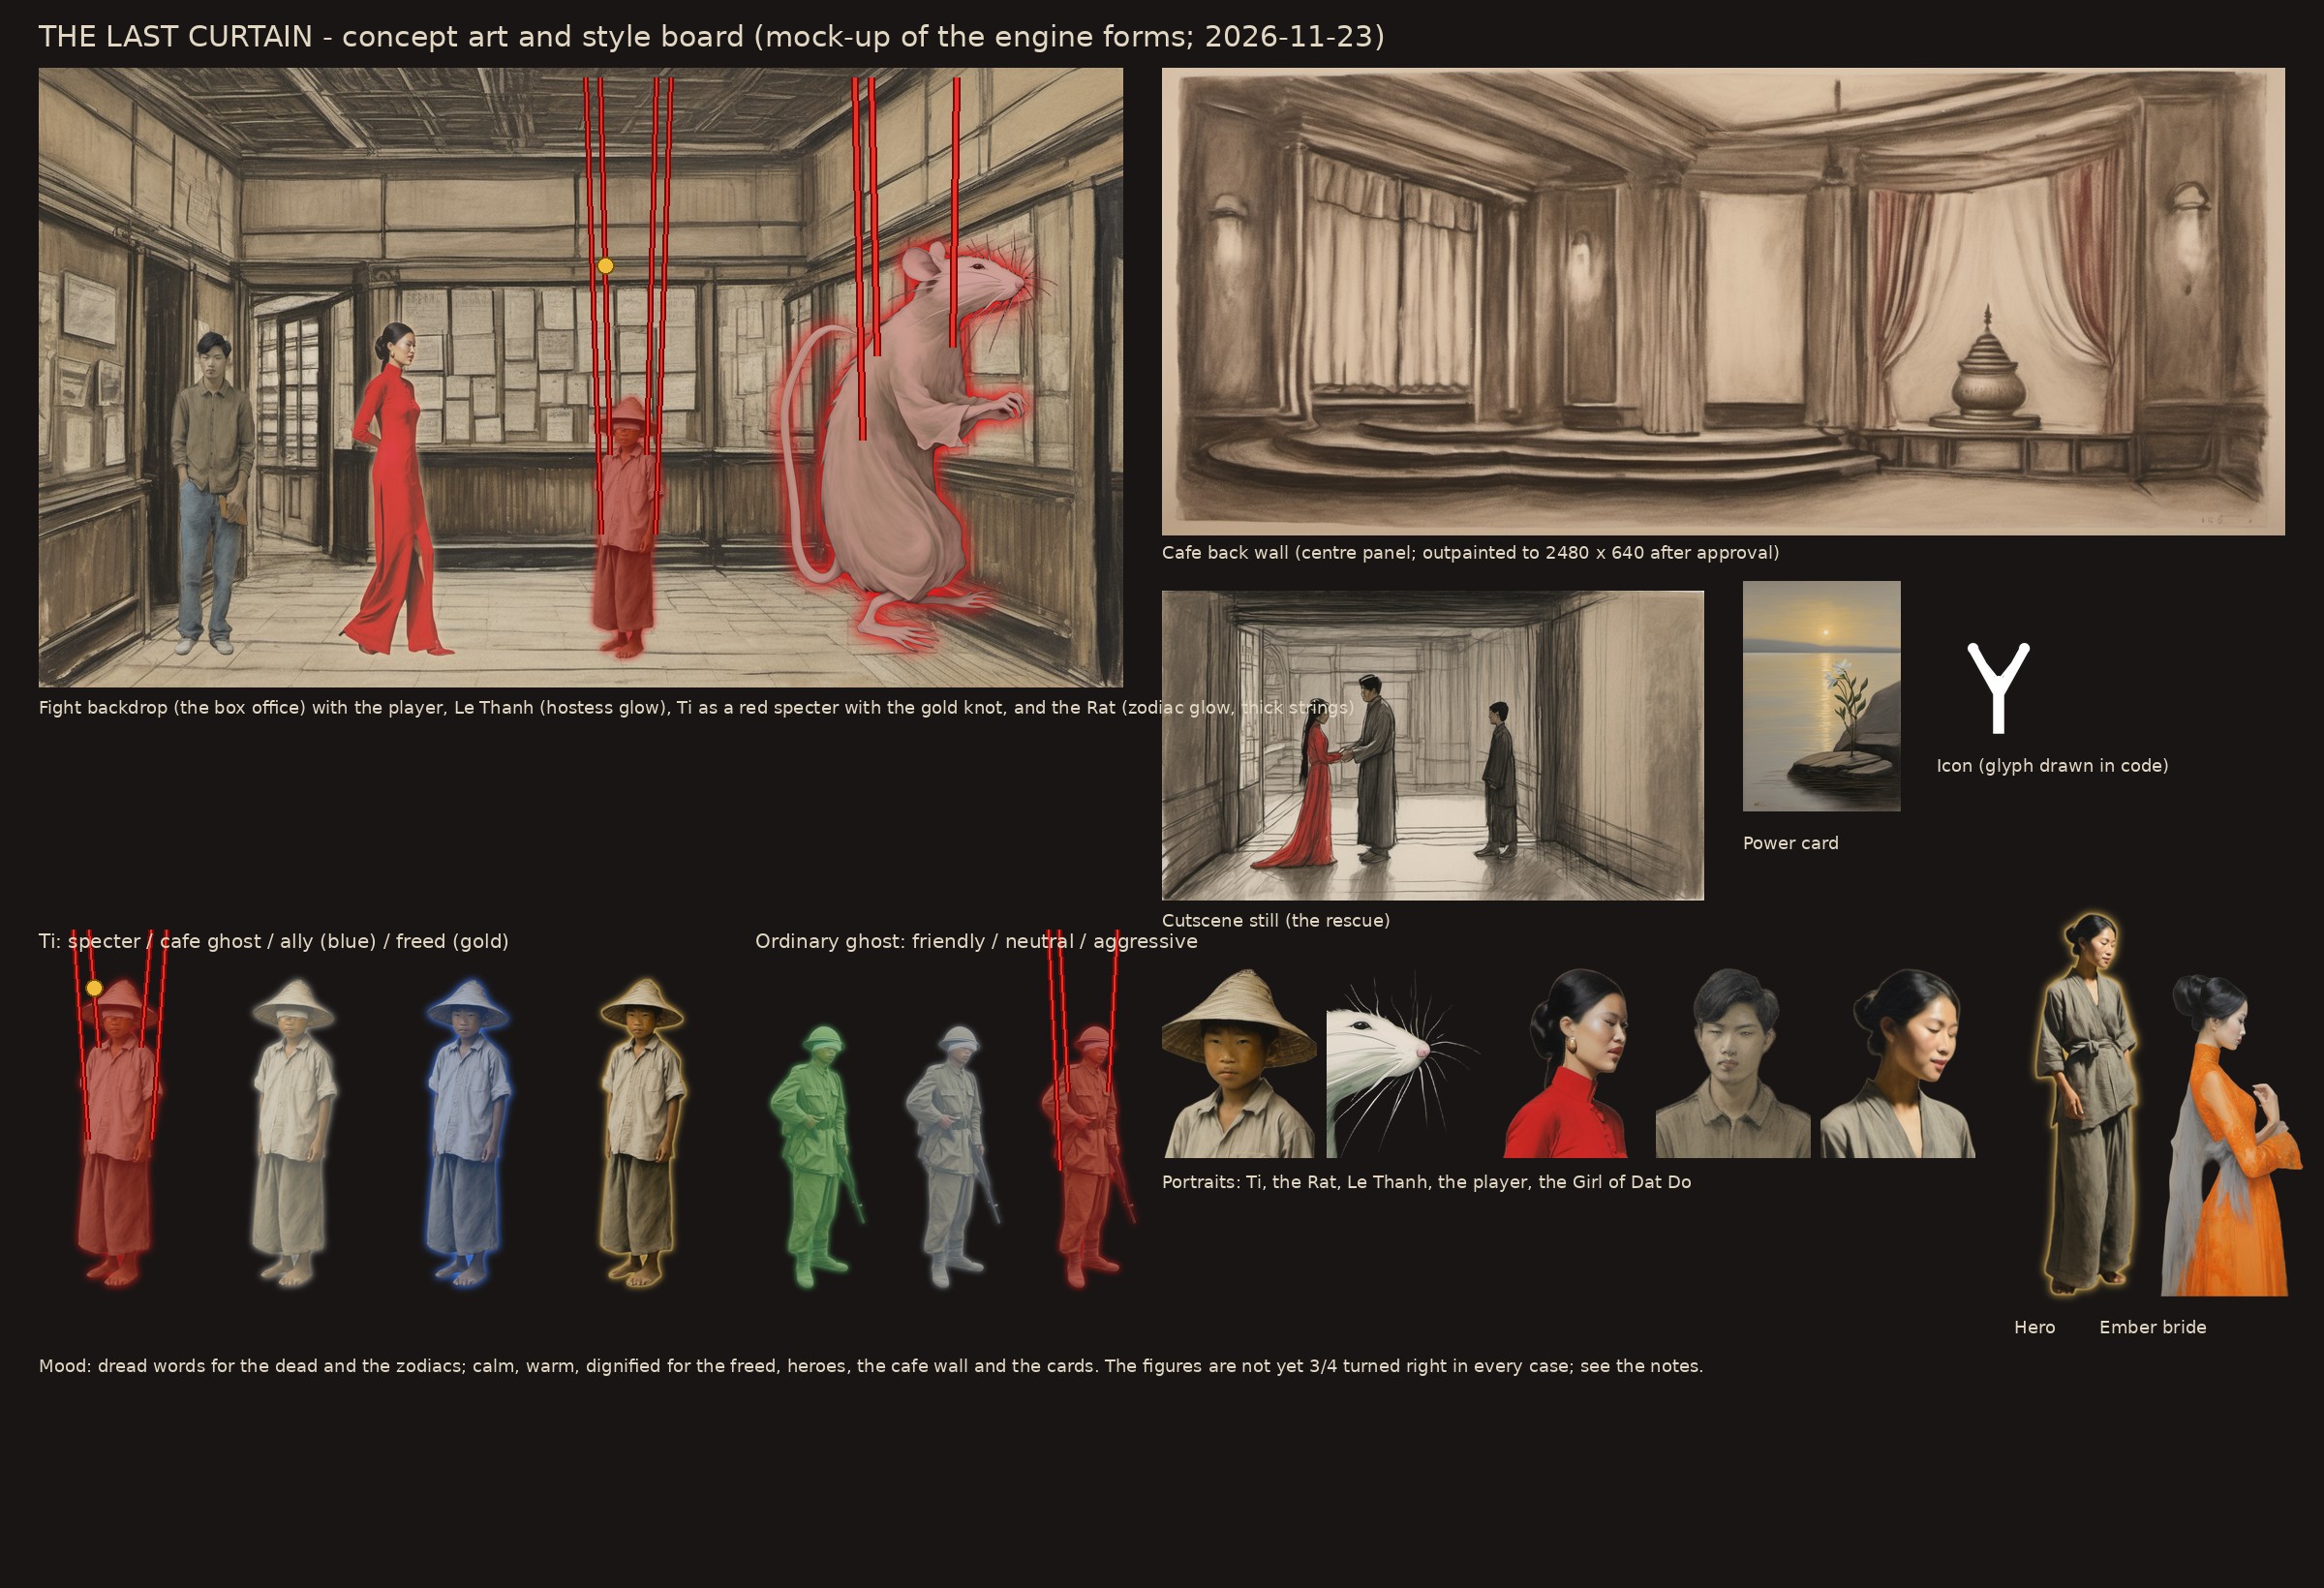 THE LAST CURTAIN - concept art and style board (mock-up of the engine forms; 2026-11-23)
Cafe back wall (centre panel; outpainted to 2480 x 640 after approval)
Fight backdrop (the box office) with the player, Le Thanh (hostess glow), Ti as a red specter with the gold knot, and the Rat (zodiac glow, thick strings)
Icon (glyph drawn in code)
Power card
Cutscene still (the rescue)
Ti: specter / cafe ghost / ally (blue) / freed (gold)
Ordinary ghost: friendly / neutral / aggressive
Portraits: Ti, the Rat, Le Thanh, the player, the Girl of Dat Do
Hero
Ember bride
Mood: dread words for the dead and the zodiacs; calm, warm, dignified for the freed, heroes, the cafe wall and the cards. The figures are not yet 3/4 turned right in every case; see the notes.